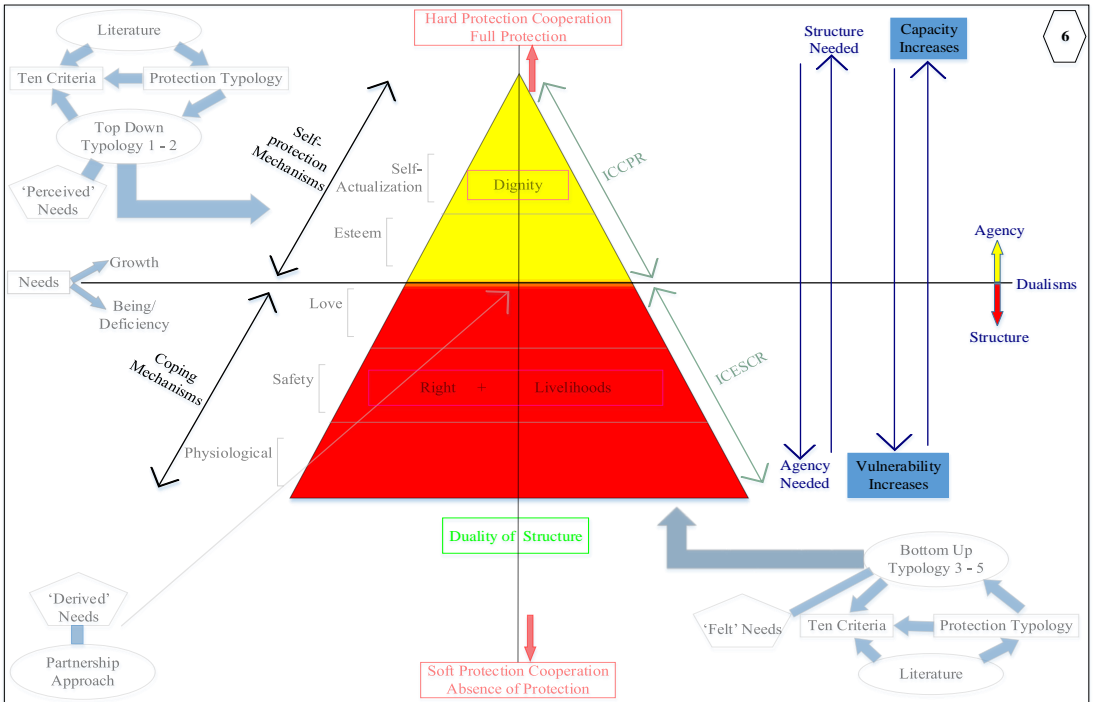 Hard Protection Cooperation
Full Protection
6
Literature
Ten Criteria
Protection Typology
Top Down
Typology 1 - 2
'Perceived'
Needs
Self-
protection
Mechanisms
Self-
Actualization
Dignity
Esteem
ICCPR
Structure
Needed
Capacity
Increases
Agency
Dualisms
Structure
Needs
Growth
Being/
Deficiency
Love
Coping
Mechanisms
Safety
Right + Livelihoods
ICESCR
Physiological
Agency
Needed
Vulnerability
Increases
Duality of Structure
Bottom Up
Typology 3 - 5
'Felt' Needs
Ten Criteria
Protection Typology
Literature
'Derived'
Needs
Partnership
Approach
Soft Protection Cooperation
Absence of Protection